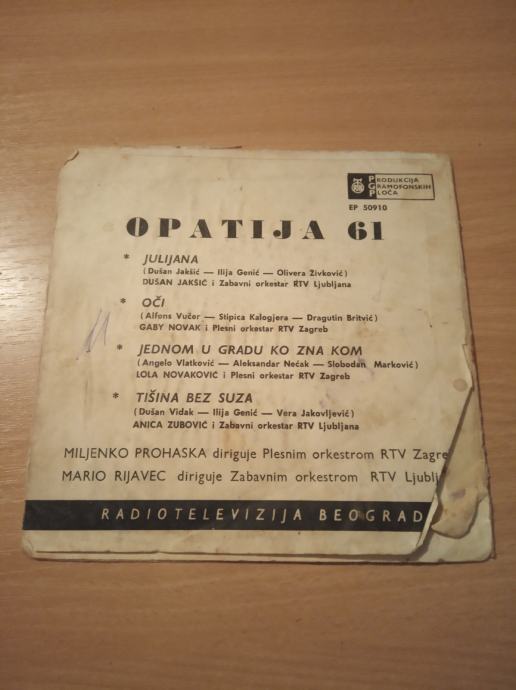 PGP PRODUKCIJA
GRAMOFONSKIH
PLOČA
EP 50910
OPATIJA 61
* JULIJANA
(Dušan Jakšić — Ilija Genić — Olivera Živković)
DUŠAN JAKŠIĆ i Zabavni orkestar RTV Ljubljana
* OČI
(Alfons Vučer — Stipica Kalogjera — Dragutin Britvić)
GABY NOVAK i Plesni orkestar RTV Zagreb
* JEDNOM U GRADU KO ZNA KOM
(Angelo Vlatković — Aleksandar Nećak — Slobodan Marković)
LOLA NOVAKOVIĆ i Plesni orkestar RTV Zagreb
* TIŠINA BEZ SUZA
(Dušan Vidak — Ilija Genić — Vera Jakovljević)
ANICA ZUBOVIĆ i Zabavni orkestar RTV Ljubljana
MILJENKO PROHASKA diriguje Plesnim orkestrom RTV Zagre
MARIO RIJAVEC diriguje Zabavnim orkestrom RTV Ljublj
RADIOTELEVIZIJA BEOGRAD